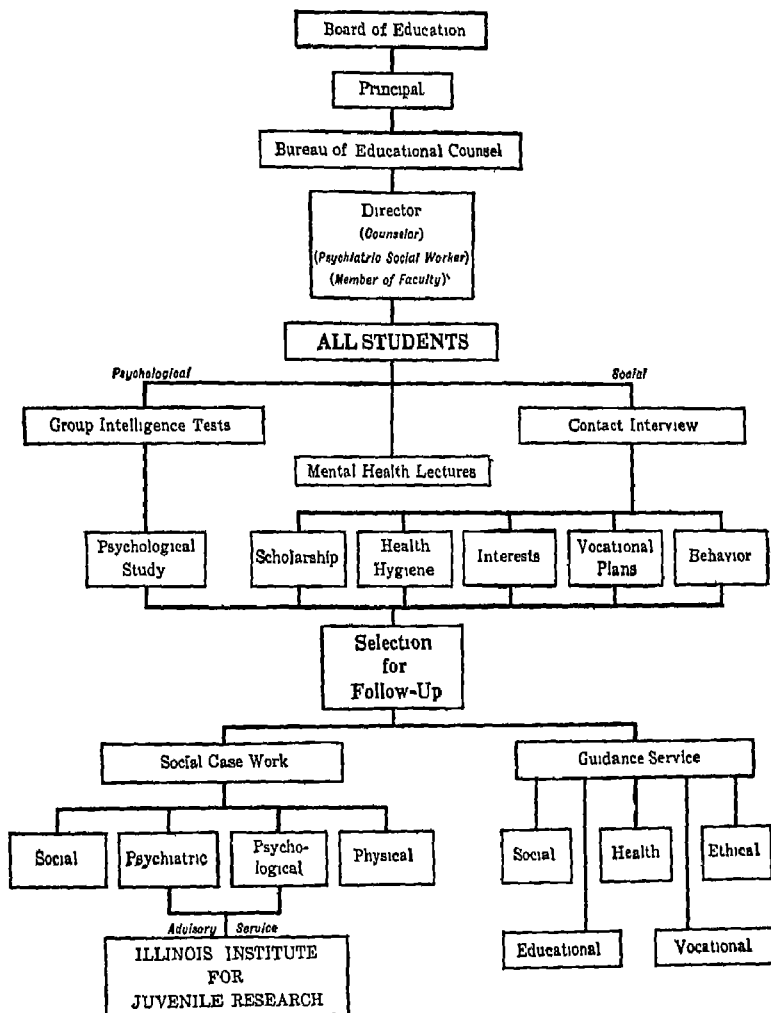 Board of Education
Principal
Bureau of Educational Counsel
Director
(Counselor)
(Psychiatric Social Worker)
(Member of Faculty)
ALL STUDENTS
Psychological
Social
Group Intelligence Tests
Contact Interview
Mental Health Lectures
Psychological
Study
Scholarship
Health
Hygiene
Interests
Vocational
Plans
Behavior
Selection
for
Follow-Up
Social Case Work
Guidance Service
Social
Psychiatric
Psycho-
logical
Physical
Social
Health
Ethical
Educational
Vocational
Advisory Service
ILLINOIS INSTITUTE
FOR
JUVENILE RESEARCH